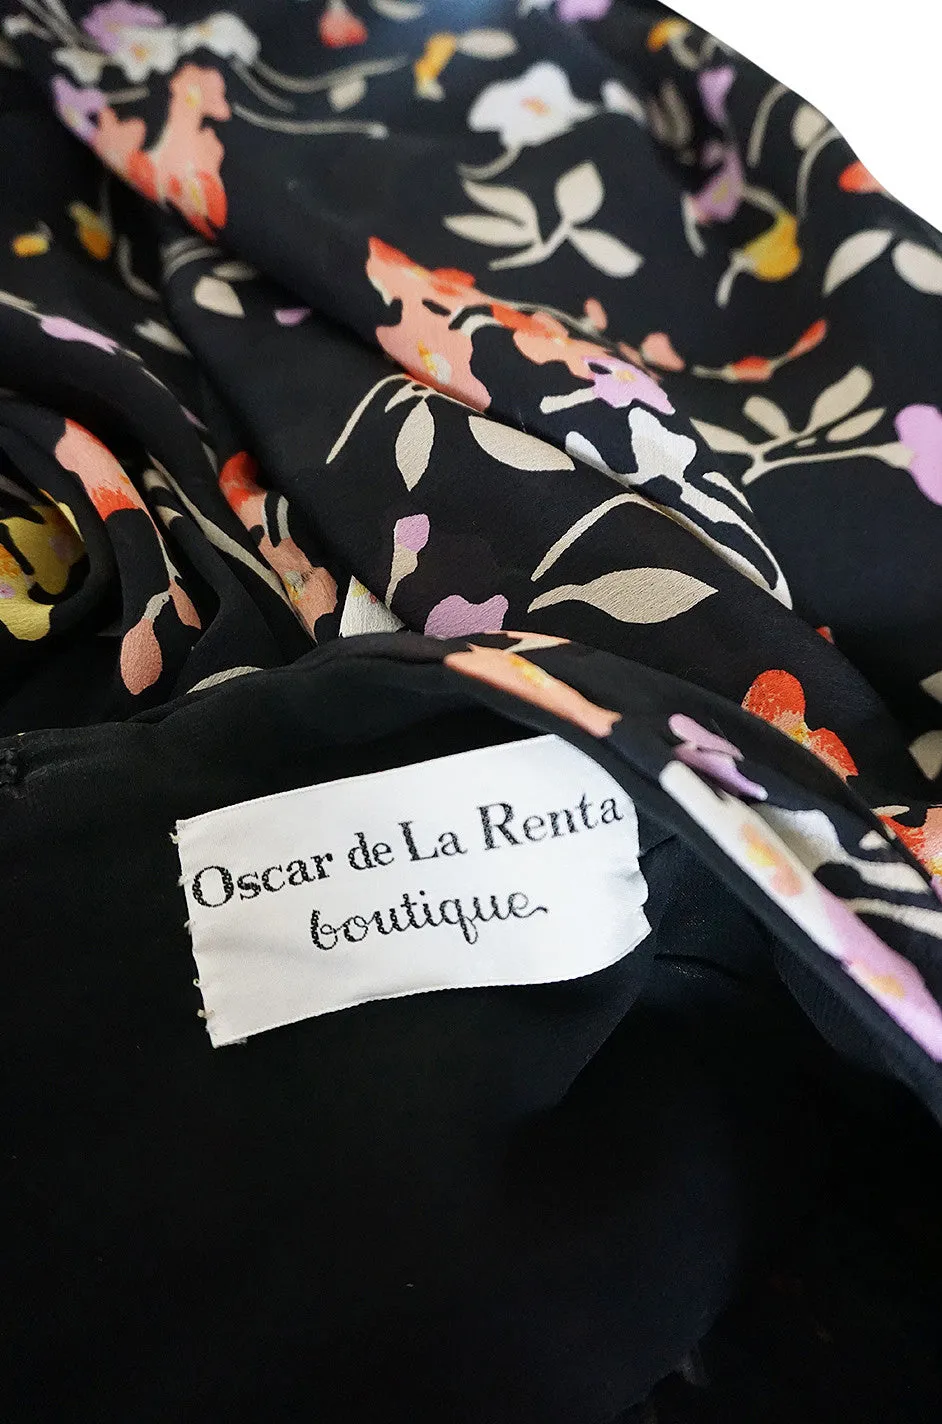 Oscar de La Renta
boutique